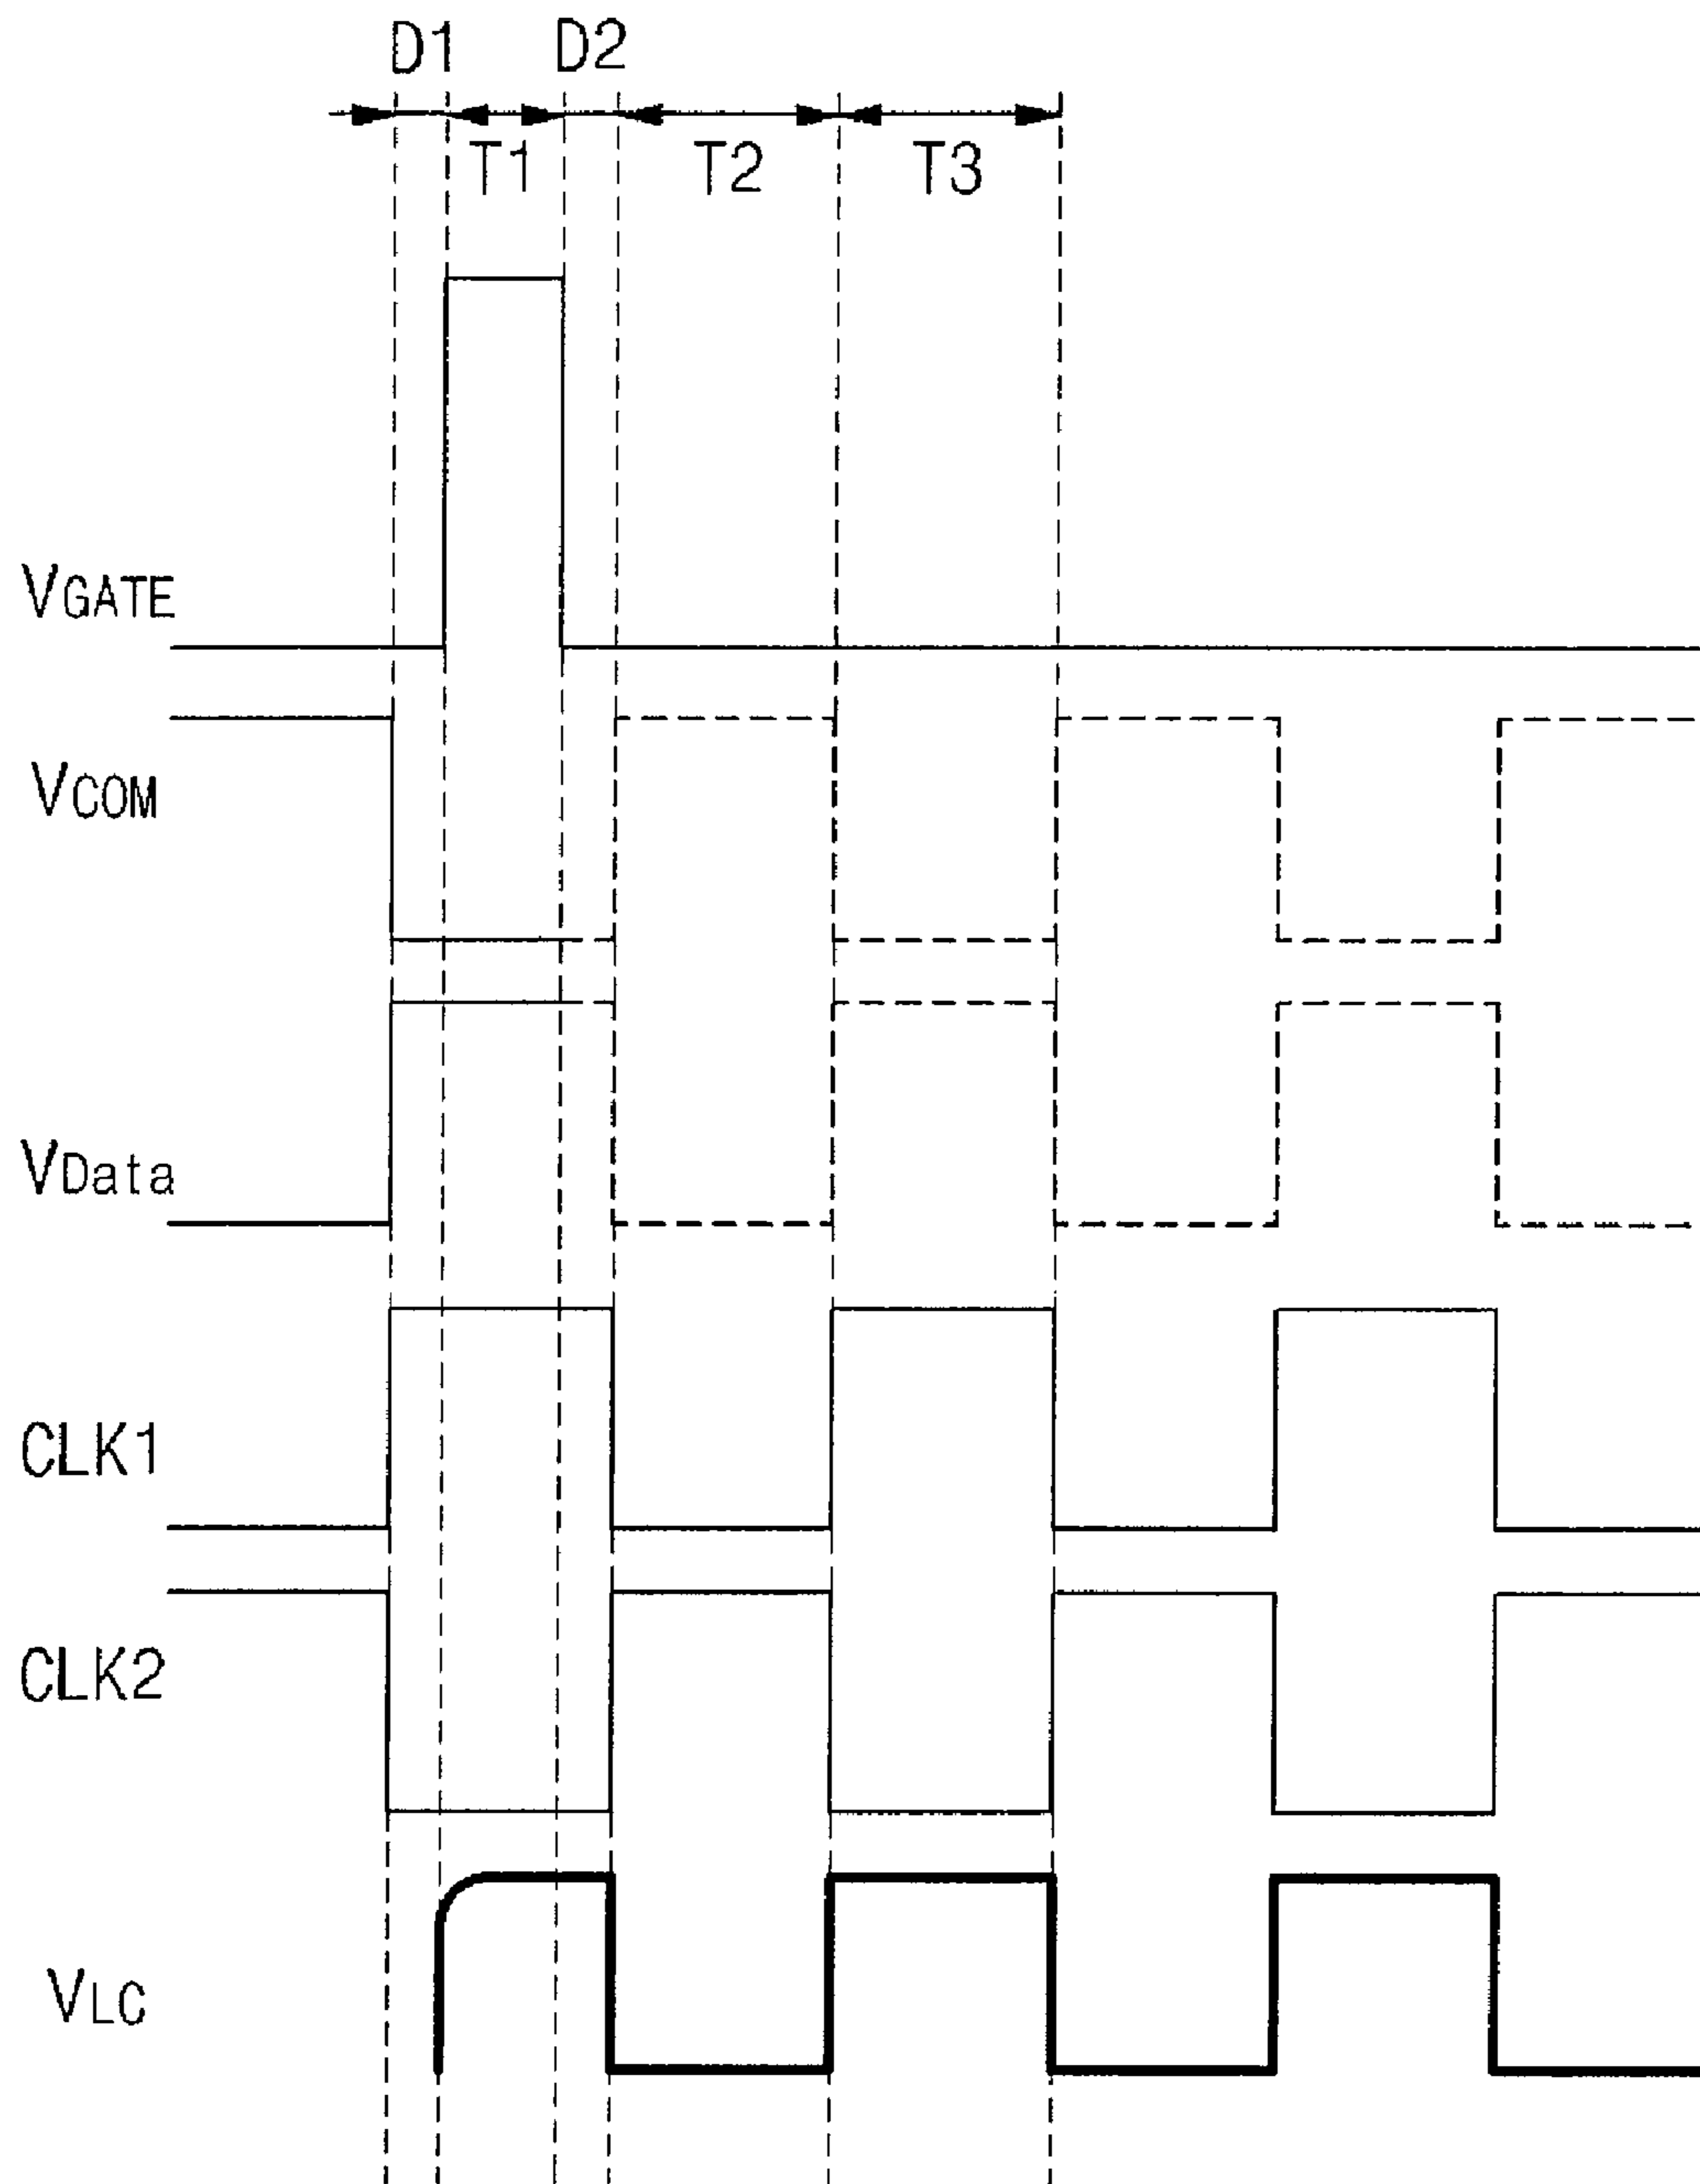 D1 D2
T1 T2 T3
VGATE
VCOM
VData
CLK1
CLK2
VLC